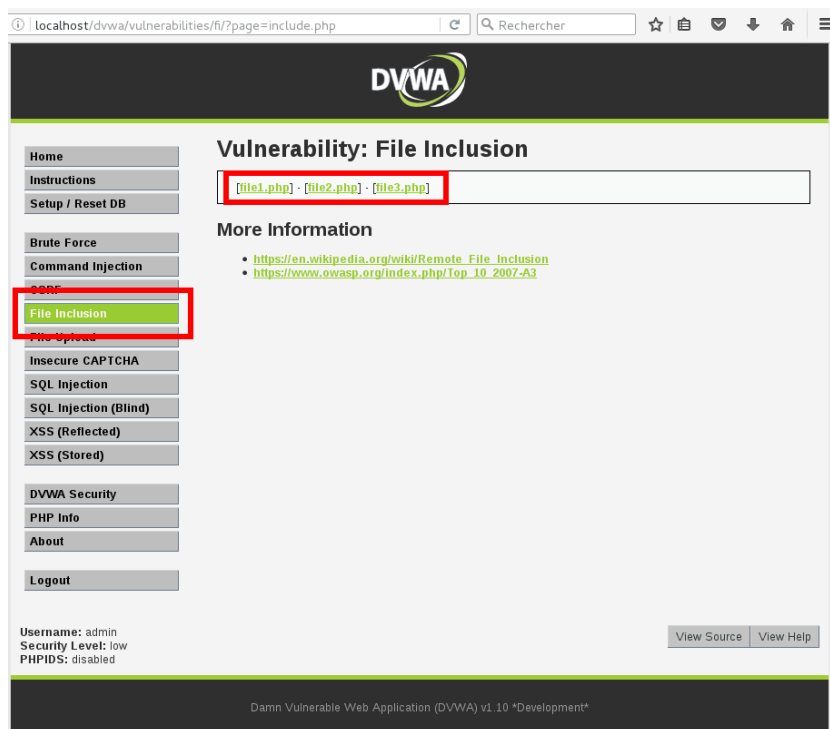 localhost/dvwa/vulnerabilities/fi/?page=include.php
Rechercher
DVWA
Home
Instructions
Setup / Reset DB
Brute Force
Command Injection
CSRF
File Inclusion
File Upload
Insecure CAPTCHA
SQL Injection
SQL Injection (Blind)
XSS (Reflected)
XSS (Stored)
DVWA Security
PHP Info
About
Logout
Vulnerability: File Inclusion
[file1.php] - [file2.php] - [file3.php]
More Information
• https://en.wikipedia.org/wiki/Remote_File_Inclusion
• https://www.owasp.org/index.php/Top_10_2007-A3
Username: admin
Security Level: low
PHPIDS: disabled
View Source
View Help
Damn Vulnerable Web Application (DVWA) v1.10 *Development*